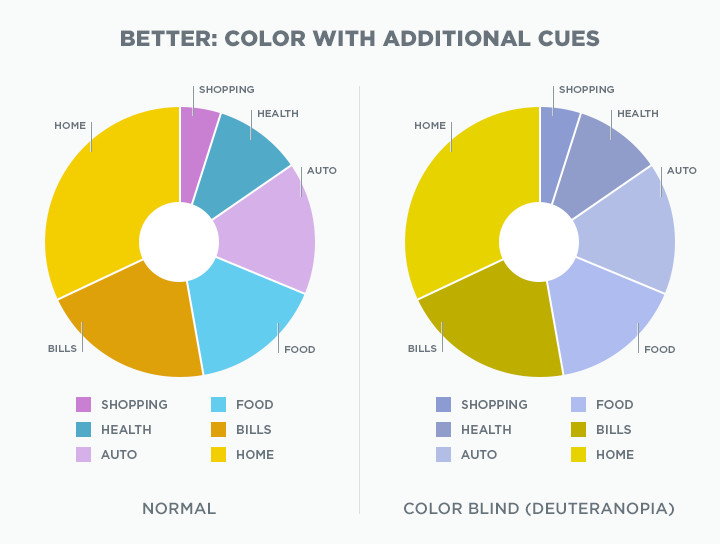 BETTER: COLOR WITH ADDITIONAL CUES
SHOPPING
HEALTH
HOME
AUTO
BILLS
FOOD
SHOPPING FOOD
HEALTH BILLS
AUTO HOME
NORMAL
SHOPPING
HEALTH
HOME
AUTO
BILLS
FOOD
SHOPPING FOOD
HEALTH BILLS
AUTO HOME
COLOR BLIND (DEUTERANOPIA)